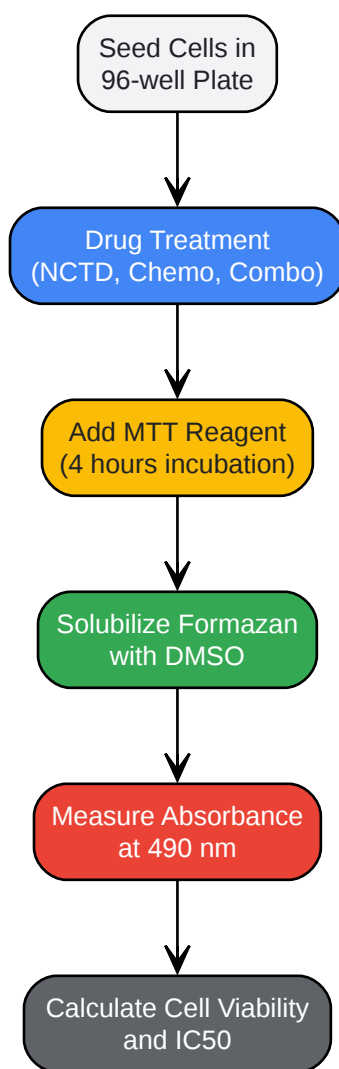 Seed Cells in
96-well Plate
Drug Treatment
(NCTD, Chemo, Combo)
Add MTT Reagent
(4 hours incubation)
Solubilize Formazan
with DMSO
Measure Absorbance
at 490 nm
Calculate Cell Viability
and IC50